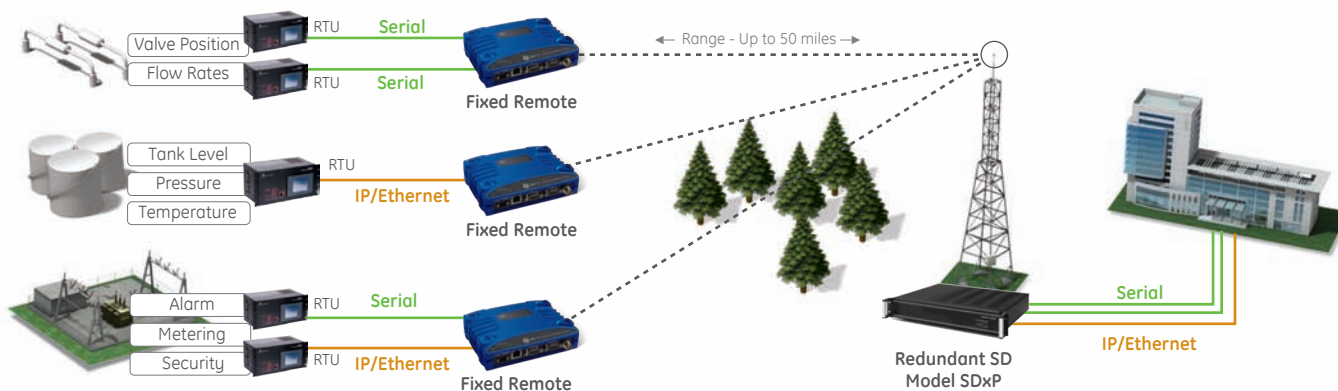 Valve Position
RTU
Serial
Flow Rates
RTU
Serial
Fixed Remote
← Range - Up to 50 miles →
Tank Level
Pressure
Temperature
RTU
IP/Ethernet
Fixed Remote
Alarm
Metering
Security
RTU
Serial
RTU
IP/Ethernet
Fixed Remote
Redundant SD
Model SDxP
Serial
IP/Ethernet